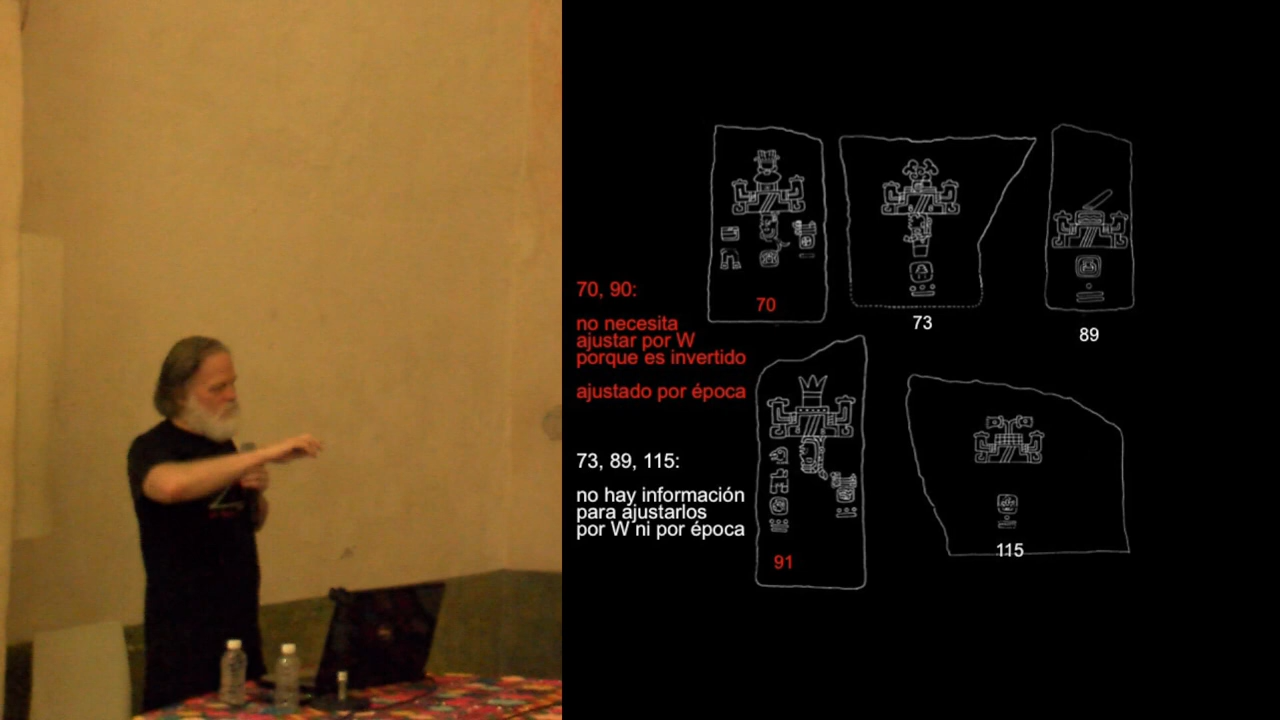 70, 90:
no necesita
ajustar por W
porque es invertido
ajustado por época
73, 89, 115:
no hay información
para ajustarlos
por W ni por época
70
73
89
91
115